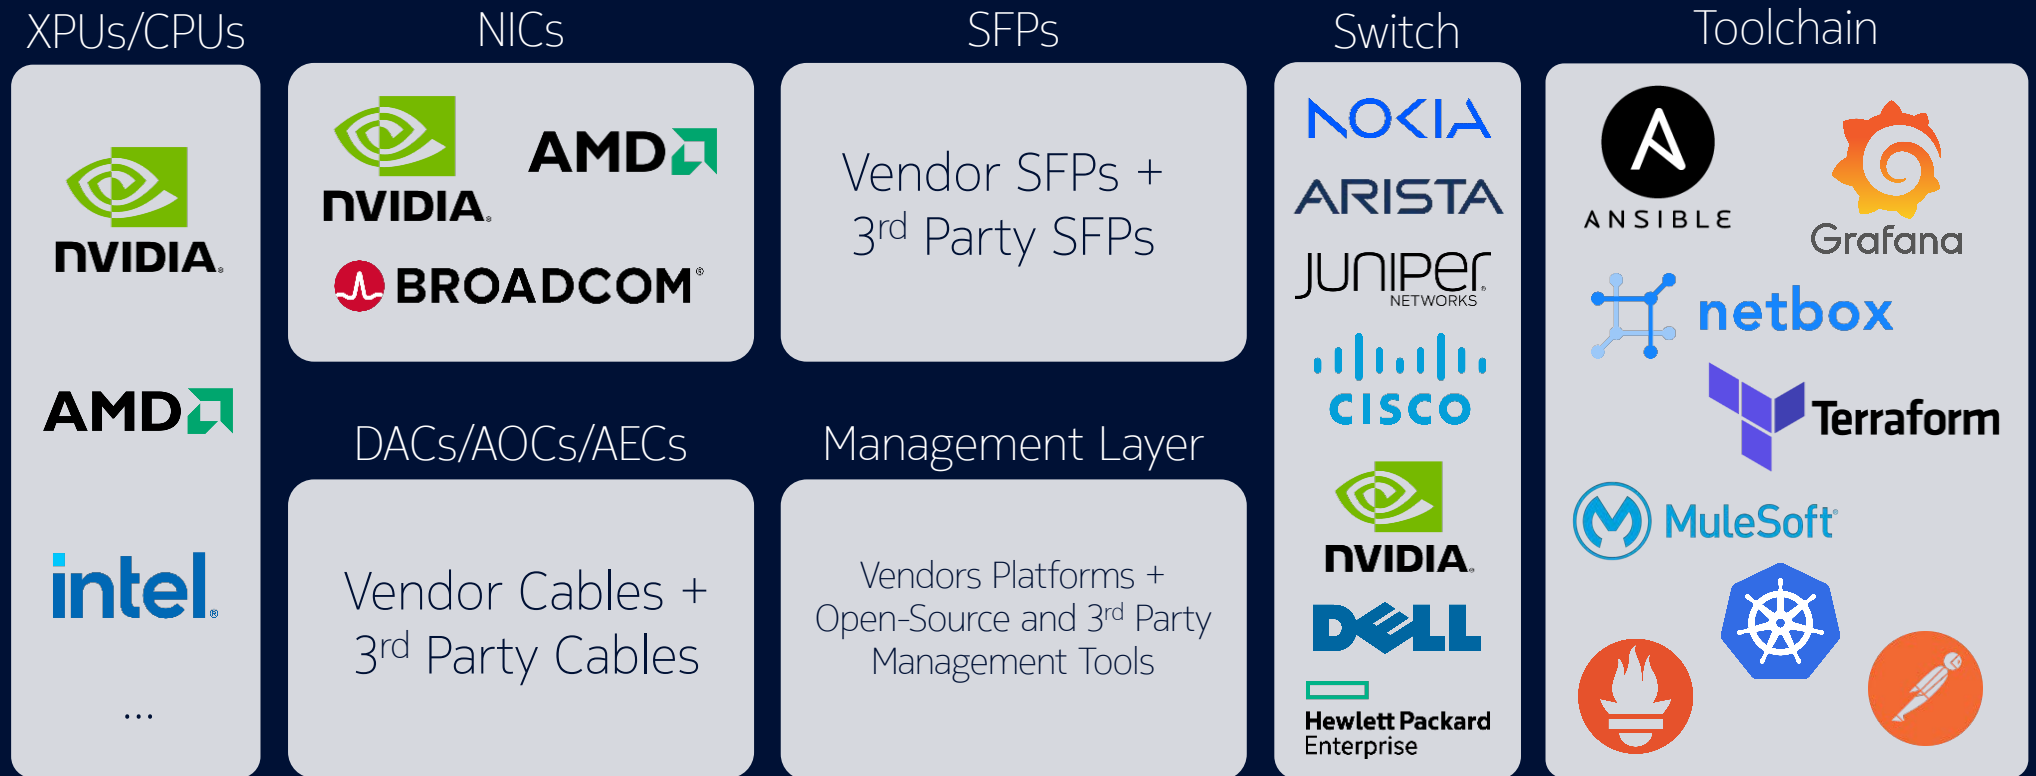 XPUs/CPUs
NVIDIA®
AMD
intel®
...
NICs
NVIDIA®
AMD
BROADCOM®
DACs/AOCs/AECs
Vendor Cables +
3rd Party Cables
SFPs
Vendor SFPs +
3rd Party SFPs
Management Layer
Vendors Platforms +
Open-Source and 3rd Party
Management Tools
Switch
NOKIA
ARISTA
JUNIPER®
NETWORKS
CISCO
NVIDIA®
DELL
Hewlett Packard
Enterprise
Toolchain
ANSIBLE
Grafana
netbox
Terraform
MuleSoft®